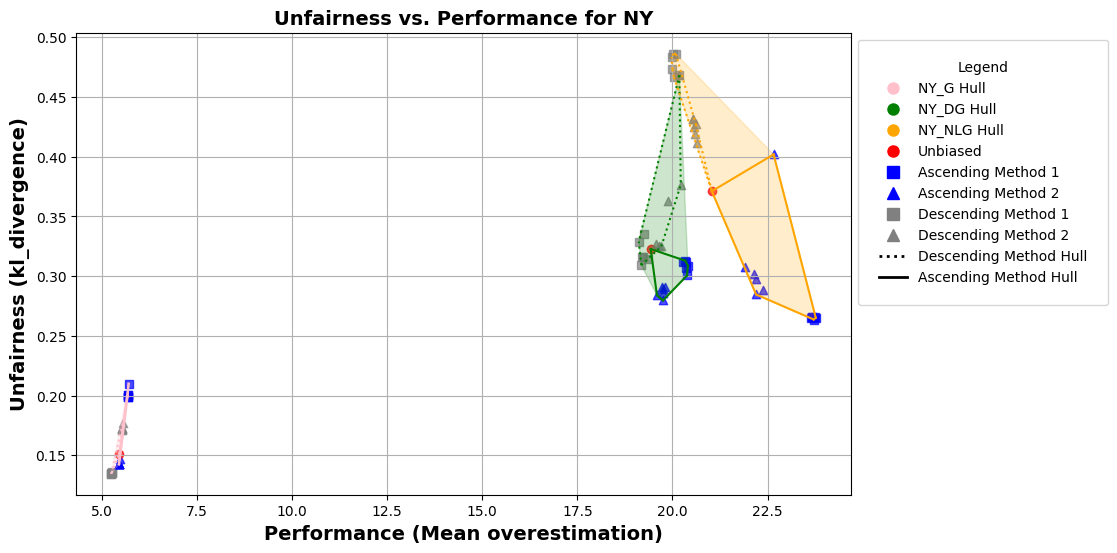 Unfairness vs. Performance for NY
Unfairness (kl_divergence)
0.50
0.45
0.40
0.35
0.30
0.25
0.20
0.15
5.0 7.5 10.0 12.5 15.0 17.5 20.0 22.5
Performance (Mean overestimation)
Legend
NY_G Hull
NY_DG Hull
NY_NLG Hull
Unbiased
Ascending Method 1
Ascending Method 2
Descending Method 1
Descending Method 2
Descending Method Hull
Ascending Method Hull